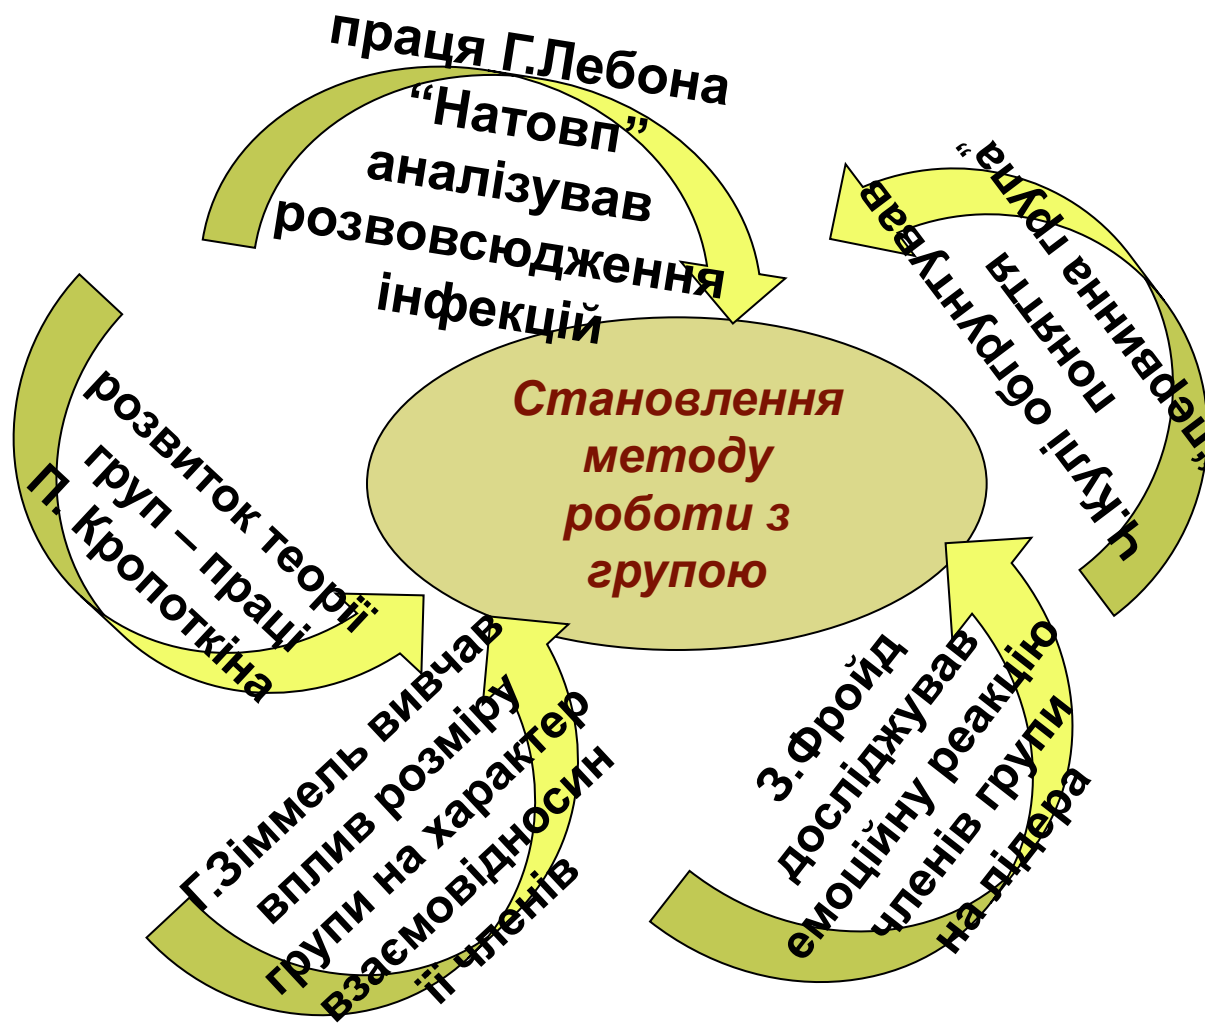 праця Г.Лебона
“Натовп”
аналізував
розвовсюдження
інфекцій
Ч.Кулі обгрунтував
поняття
“первинна група”
Становлення
методу
роботи з
групою
розвиток теорії
груп – праці
П. Кропоткіна
Г.Зіммель вивчав
вплив розміру
групи на характер
взаємовідносин
її членів
З.Фройд
досліджував
емоційну реакцію
членів групи
на лідера